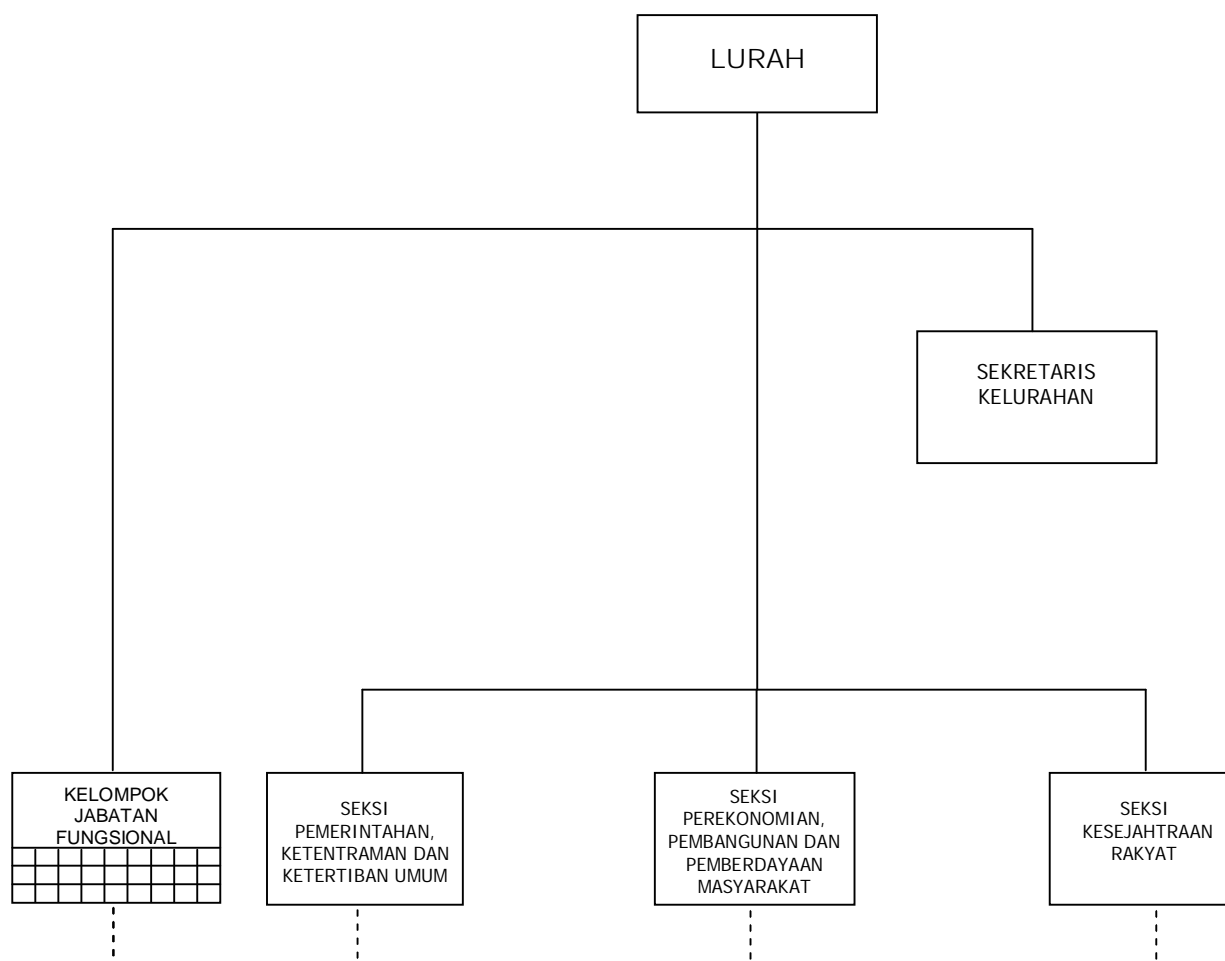 LURAH
SEKRETARIS
KELURAHAN
KELOMPOK
JABATAN
FUNGSIONAL
SEKSI
PEMERINTAHAN,
KETENTRAMAN DAN
KETERTIBAN UMUM
SEKSI
PEREKONOMIAN,
PEMBANGUNAN DAN
PEMBERDAYAAN
MASYARAKAT
SEKSI
KESEJAHTRAAN
RAKYAT